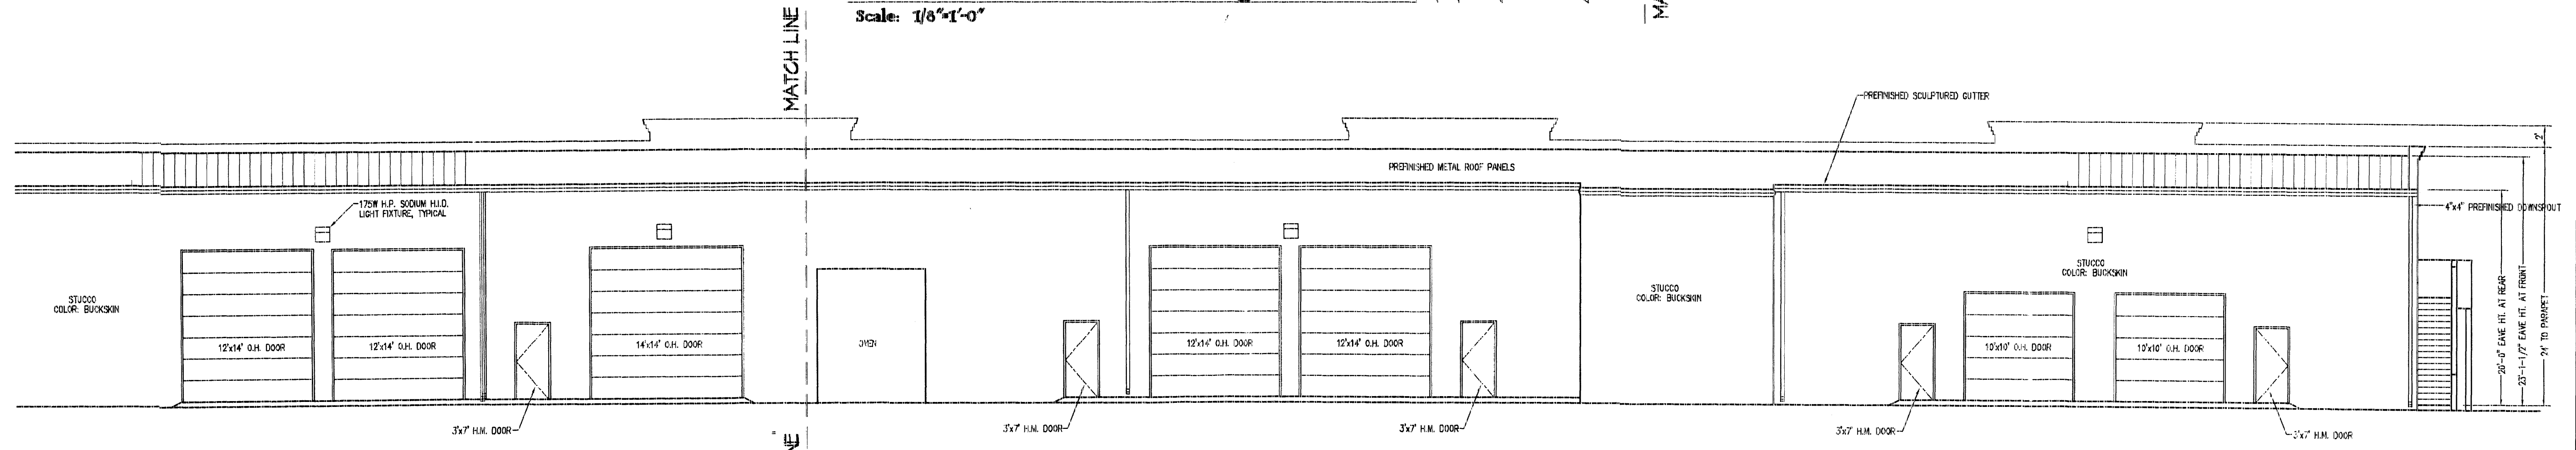 Scale: 1/8"=1'-0"
MATCH LINE
PREFINISHED SCULPTURED GUTTER
2'
PREFINISHED METAL ROOF PANELS
175W H.P. SODIUM H.I.D.
LIGHT FIXTURE, TYPICAL
4"x4" PREFINISHED DOWNSPOUT
STUCCO
COLOR: BUCKSKIN
STUCCO
COLOR: BUCKSKIN
STUCCO
COLOR: BUCKSKIN
12'x14' O.H. DOOR
12'x14' O.H. DOOR
14'x14' O.H. DOOR
OVEN
12'x14' O.H. DOOR
12'x14' O.H. DOOR
10'x10' O.H. DOOR
10'x10' O.H. DOOR
20'-0" EAVE HT. AT REAR
23'-1-1/2" EAVE HT. AT FRONT
24' TO PARAPET
3'x7' H.M. DOOR
3'x7' H.M. DOOR
3'x7' H.M. DOOR
3'x7' H.M. DOOR
3'x7' H.M. DOOR